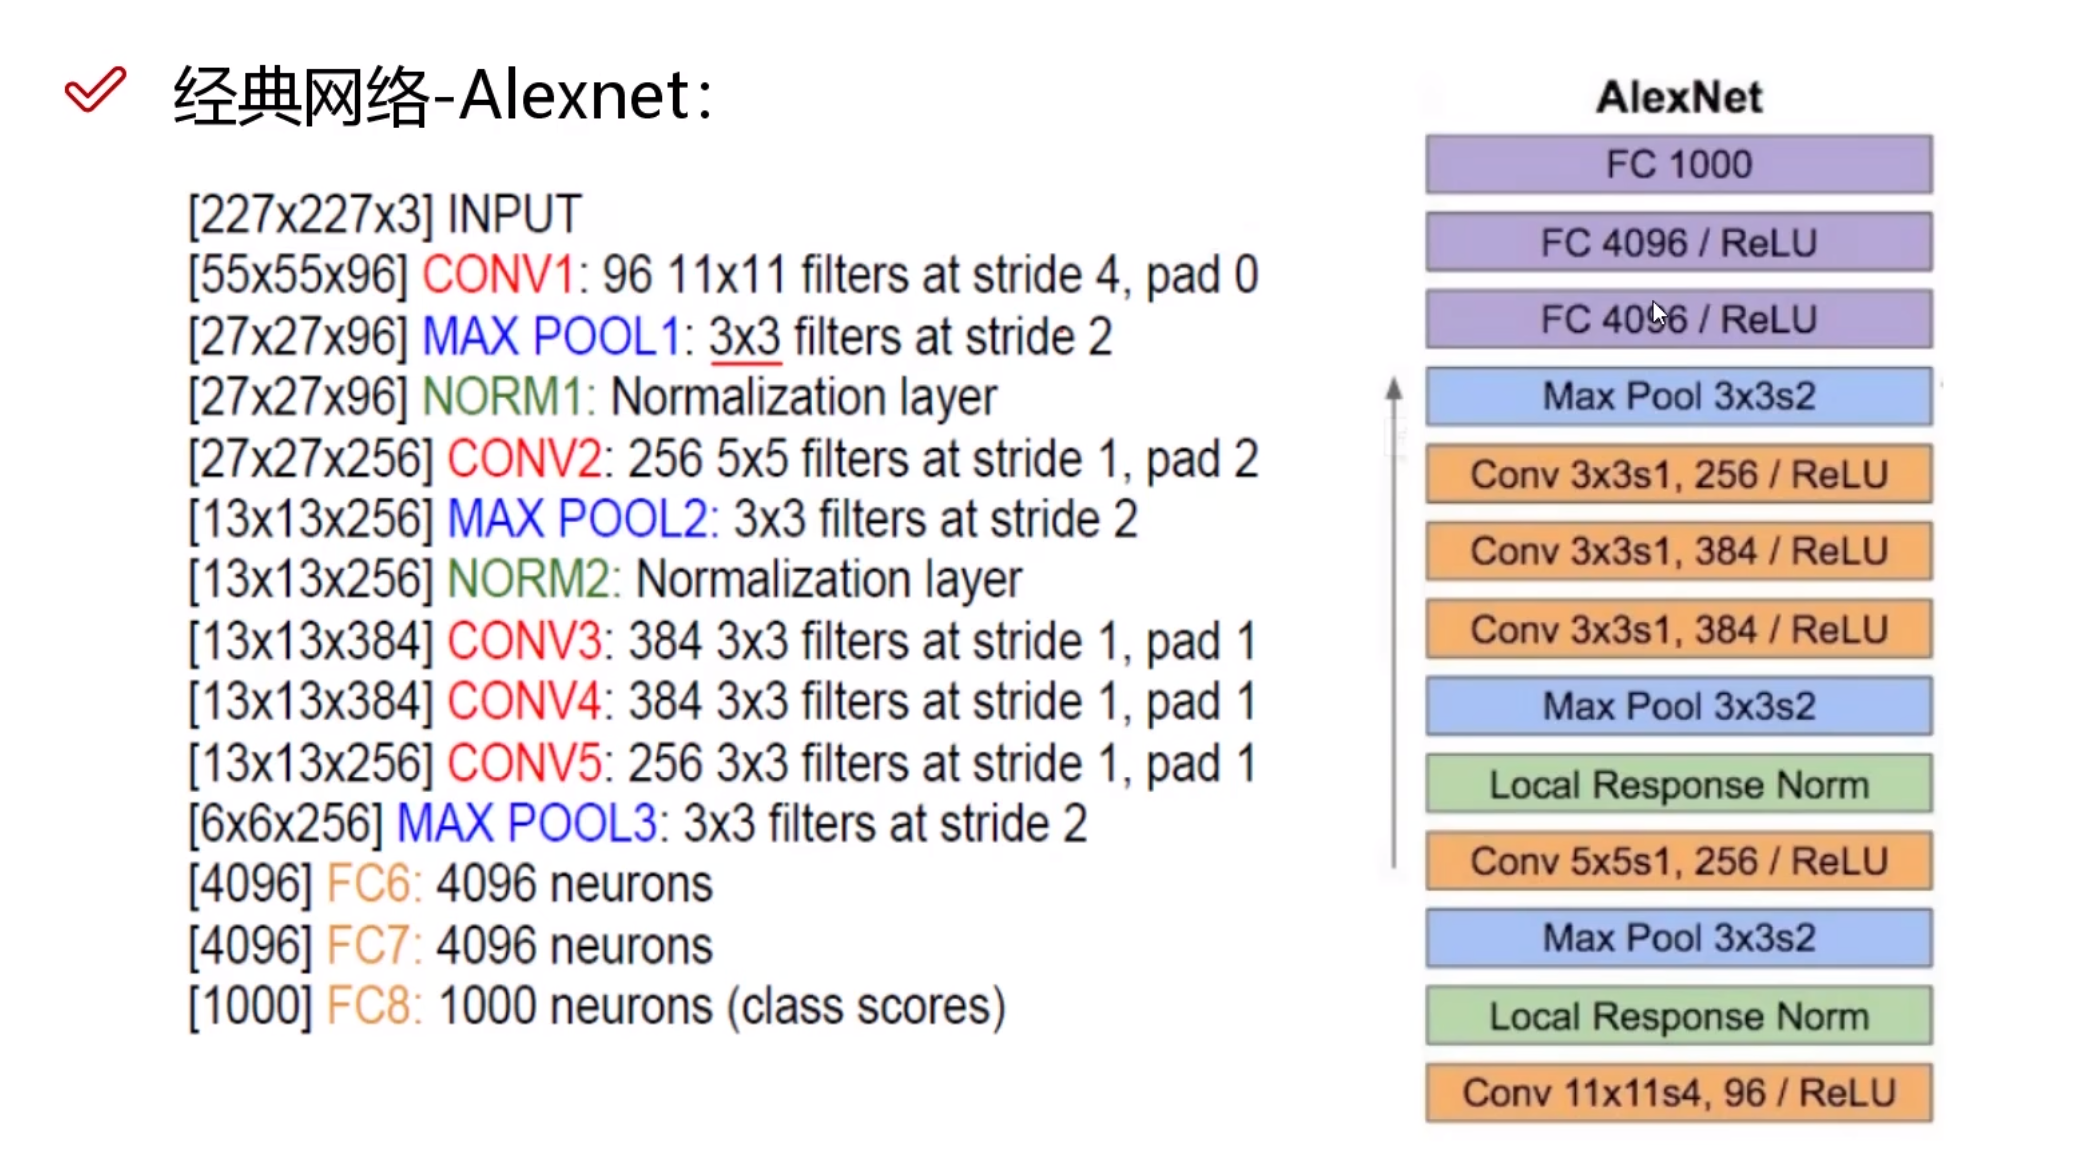 经典网络-Alexnet：
[227x227x3] INPUT
[55x55x96] CONV1: 96 11x11 filters at stride 4, pad 0
[27x27x96] MAX POOL1: 3x3 filters at stride 2
[27x27x96] NORM1: Normalization layer
[27x27x256] CONV2: 256 5x5 filters at stride 1, pad 2
[13x13x256] MAX POOL2: 3x3 filters at stride 2
[13x13x256] NORM2: Normalization layer
[13x13x384] CONV3: 384 3x3 filters at stride 1, pad 1
[13x13x384] CONV4: 384 3x3 filters at stride 1, pad 1
[13x13x256] CONV5: 256 3x3 filters at stride 1, pad 1
[6x6x256] MAX POOL3: 3x3 filters at stride 2
[4096] FC6: 4096 neurons
[4096] FC7: 4096 neurons
[1000] FC8: 1000 neurons (class scores)
AlexNet
FC 1000
FC 4096 / ReLU
FC 4096 / ReLU
Max Pool 3x3s2
Conv 3x3s1, 256 / ReLU
Conv 3x3s1, 384 / ReLU
Conv 3x3s1, 384 / ReLU
Max Pool 3x3s2
Local Response Norm
Conv 5x5s1, 256 / ReLU
Max Pool 3x3s2
Local Response Norm
Conv 11x11s4, 96 / ReLU